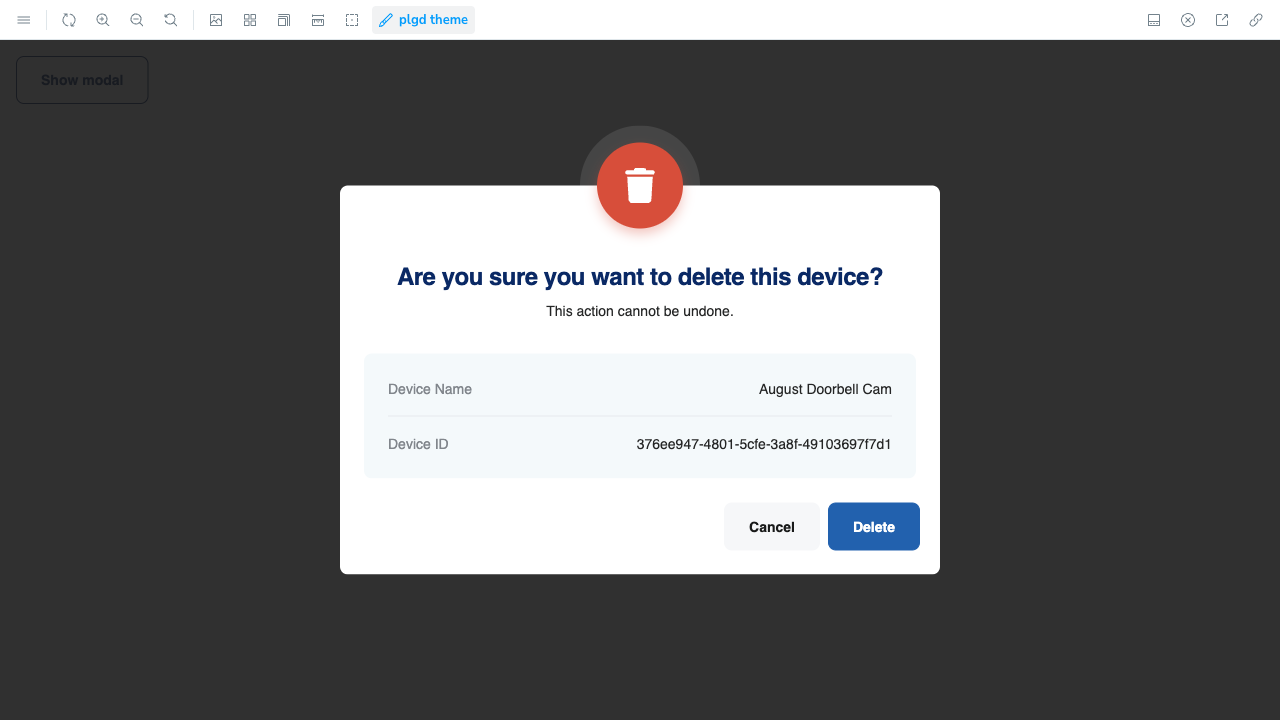 plgd theme
Show modal
Are you sure you want to delete this device?
This action cannot be undone.
Device Name August Doorbell Cam
Device ID 376ee947-4801-5cfe-3a8f-49103697f7d1
Cancel Delete